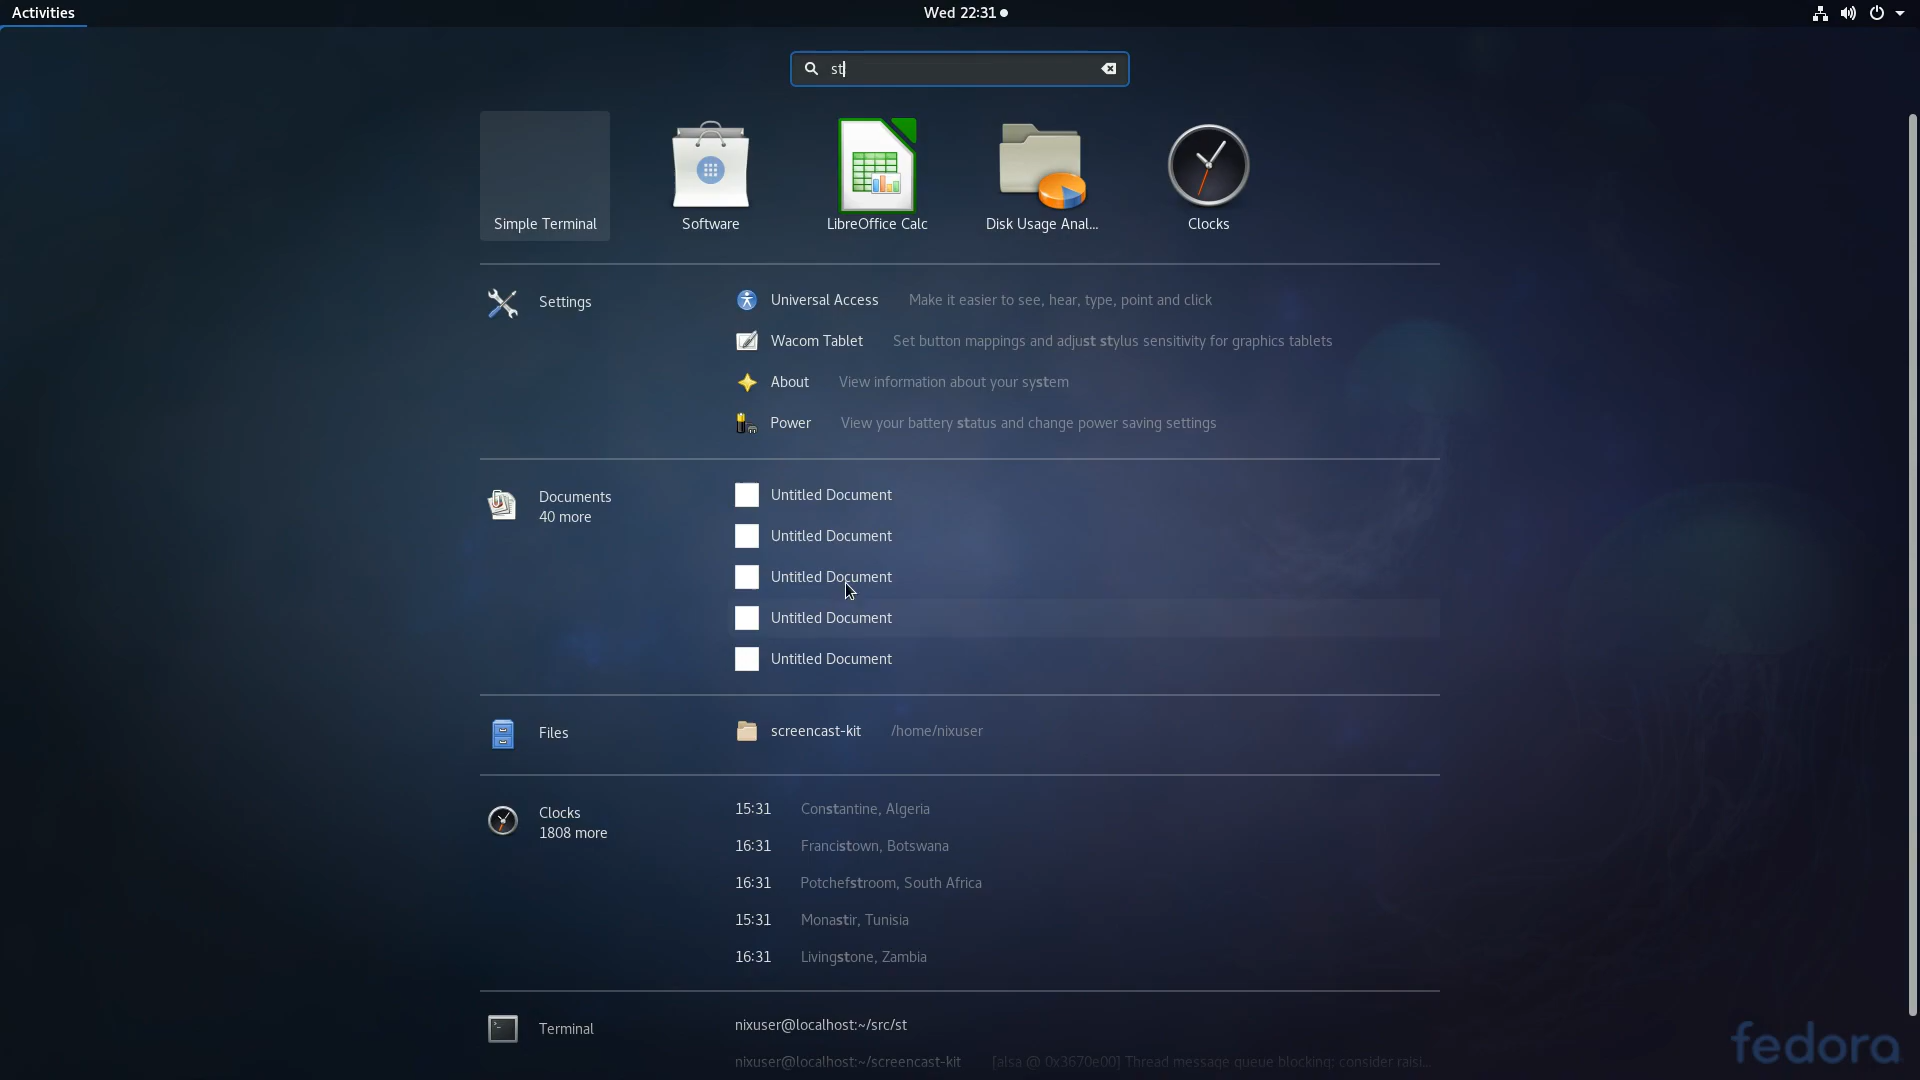 Activities
Wed 22:31
st
Simple Terminal
Software
LibreOffice Calc
Disk Usage Anal...
Clocks
Settings
Universal Access Make it easier to see, hear, type, point and click
Wacom Tablet Set button mappings and adjust stylus sensitivity for graphics tablets
About View information about your system
Power View your battery status and change power saving settings
Documents
40 more
Untitled Document
Untitled Document
Untitled Document
Untitled Document
Untitled Document
Files
screencast-kit /home/nixuser
Clocks
1808 more
15:31 Constantine, Algeria
16:31 Francistown, Botswana
16:31 Potchefstroom, South Africa
15:31 Monastir, Tunisia
16:31 Livingstone, Zambia
Terminal
nixuser@localhost:~/src/st
nixuser@localhost:~/screencast-kit [alsa @ 0x3670e00] Thread message queue blocking: consider raisi...
fedora